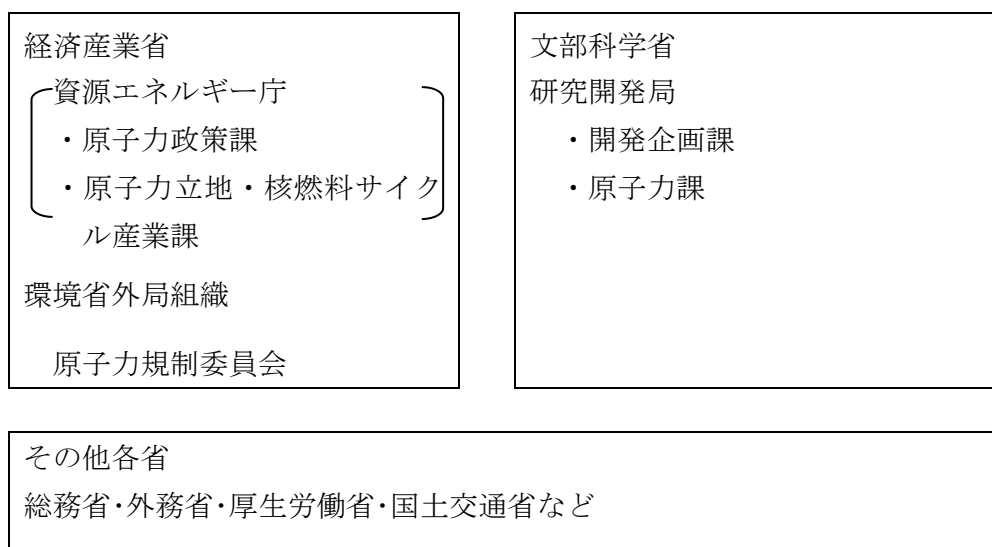 経済産業省
資源エネルギー庁
・原子力政策課
・原子力立地・核燃料サイク
ル産業課
環境省外局組織
原子力規制委員会
文部科学省
研究開発局
・開発企画課
・原子力課
その他各省
総務省・外務省・厚生労働省・国土交通省など